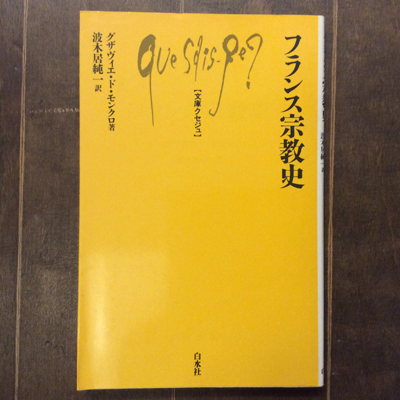 フランス宗教史
Que sais-je?
【文庫クセジュ】
グザヴィエ・ド・モンクロ著
波木居純一訳
白水社